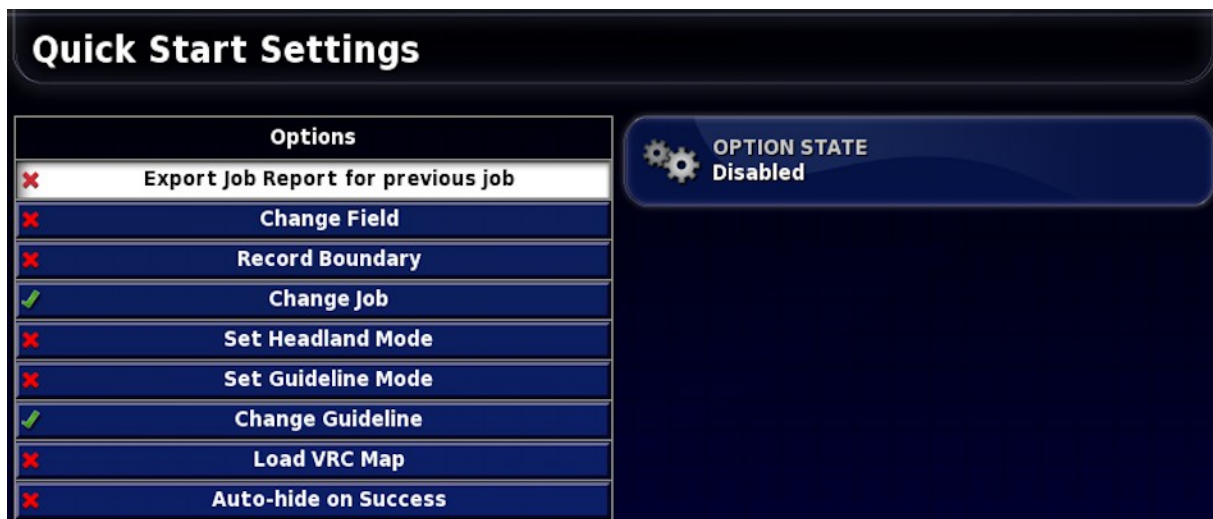 Quick Start Settings
Options
Export Job Report for previous job
Change Field
Record Boundary
Change Job
Set Headland Mode
Set Guideline Mode
Change Guideline
Load VRC Map
Auto-hide on Success
OPTION STATE
Disabled